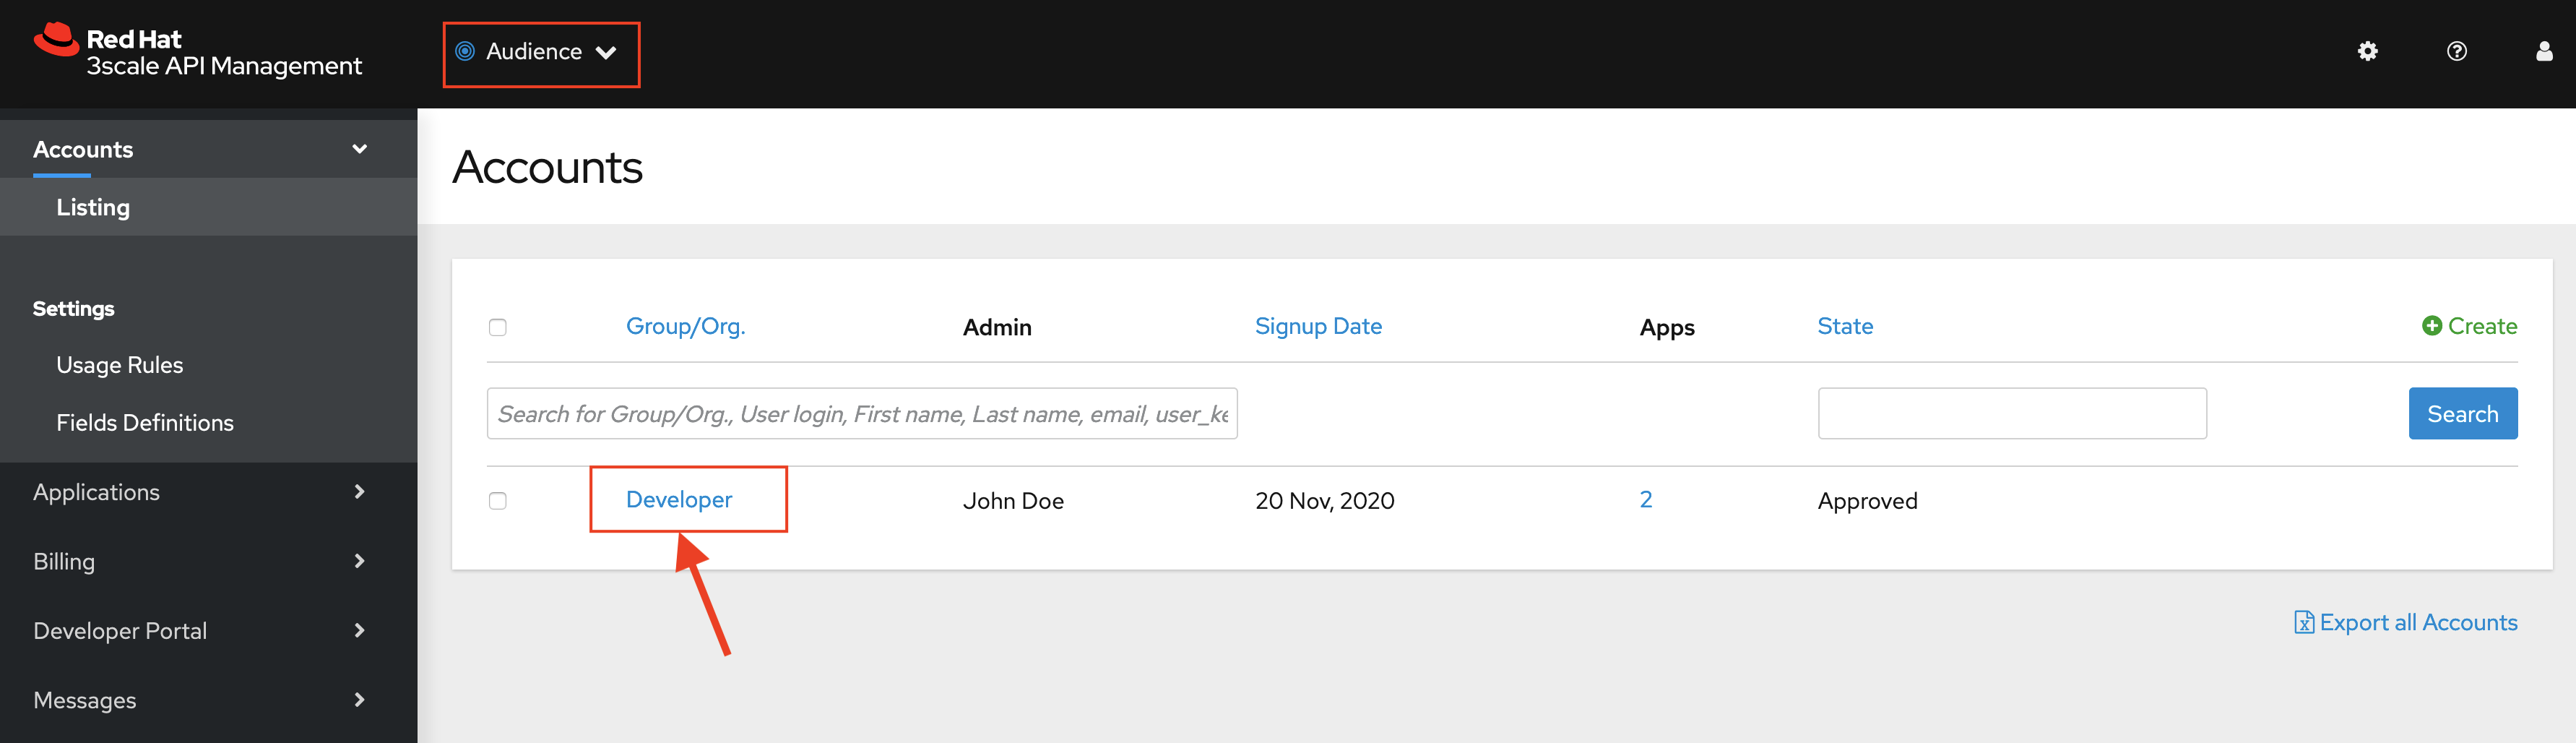 Red Hat
3scale API Management
Audience
Accounts
Listing
Settings
Usage Rules
Fields Definitions
Applications
Billing
Developer Portal
Messages
Accounts
Group/Org. Admin Signup Date Apps State Create
Search for Group/Org., User login, First name, Last name, email, user_ke
Search
Developer John Doe 20 Nov, 2020 2 Approved
Export all Accounts